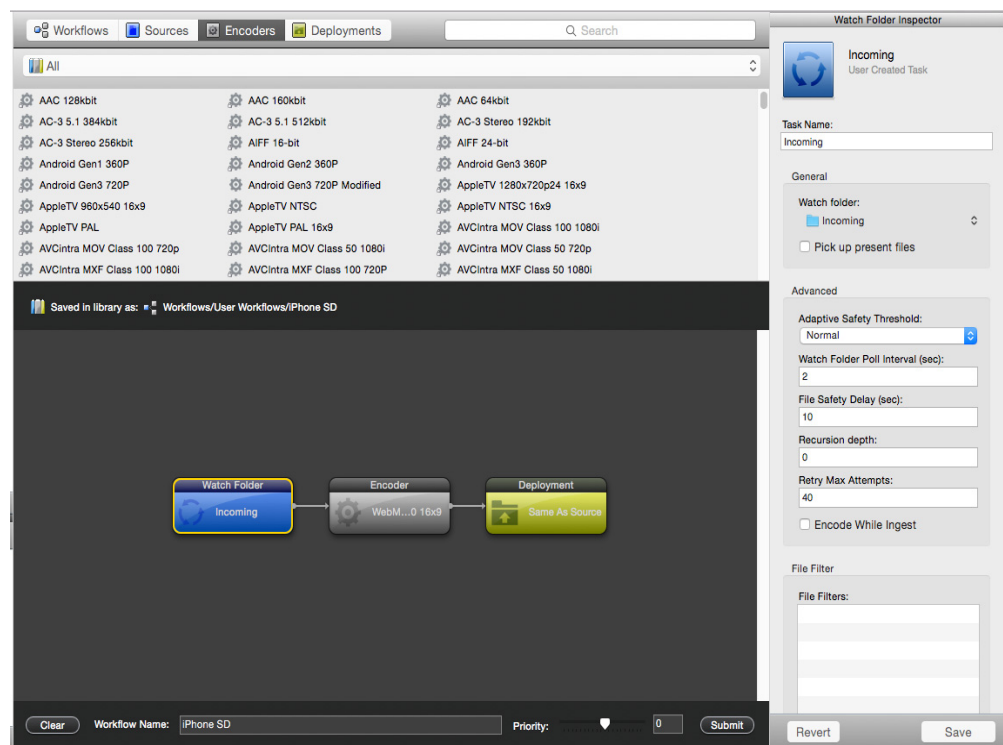 Workflows Sources Encoders Deployments Search
All
AAC 128kbit AAC 160kbit AAC 64kbit
AC-3 5.1 384kbit AC-3 5.1 512kbit AC-3 Stereo 192kbit
AC-3 Stereo 256kbit AIFF 16-bit AIFF 24-bit
Android Gen1 360P Android Gen2 360P Android Gen3 360P
Android Gen3 720P Android Gen3 720P Modified AppleTV 1280x720p24 16x9
AppleTV 960x540 16x9 AppleTV NTSC AppleTV NTSC 16x9
AppleTV PAL AppleTV PAL 16x9 AVCintra MOV Class 100 1080i
AVCintra MOV Class 100 720p AVCintra MOV Class 50 1080i AVCintra MOV Class 50 720p
AVCintra MXF Class 100 1080i AVCintra MXF Class 100 720P AVCintra MXF Class 50 1080i
Saved in library as: Workflows/User Workflows/iPhone SD
Watch Folder Encoder Deployment
Incoming WebM...0 16x9 Same As Source
Clear Workflow Name: iPhone SD Priority: 0 Submit
Watch Folder Inspector
Incoming
User Created Task
Task Name:
Incoming
General
Watch folder:
Incoming
Pick up present files
Advanced
Adaptive Safety Threshold:
Normal
Watch Folder Poll Interval (sec):
2
File Safety Delay (sec):
10
Recursion depth:
0
Retry Max Attempts:
40
Encode While Ingest
File Filter
File Filters:
Revert Save